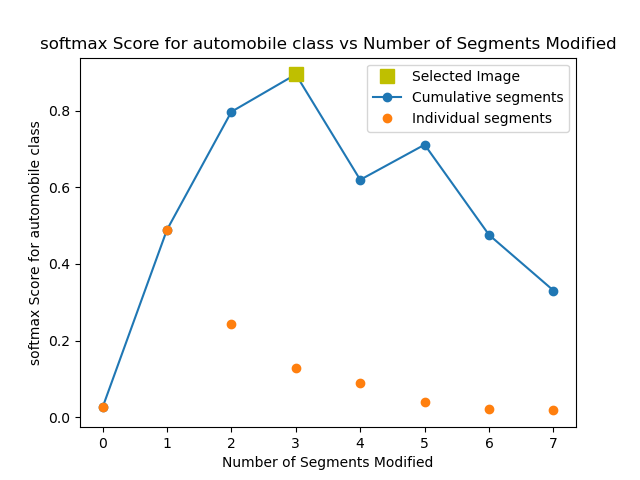 softmax Score for automobile class vs Number of Segments Modified
Selected Image
Cumulative segments
Individual segments
softmax Score for automobile class
0.8
0.6
0.4
0.2
0.0
0 1 2 3 4 5 6 7
Number of Segments Modified